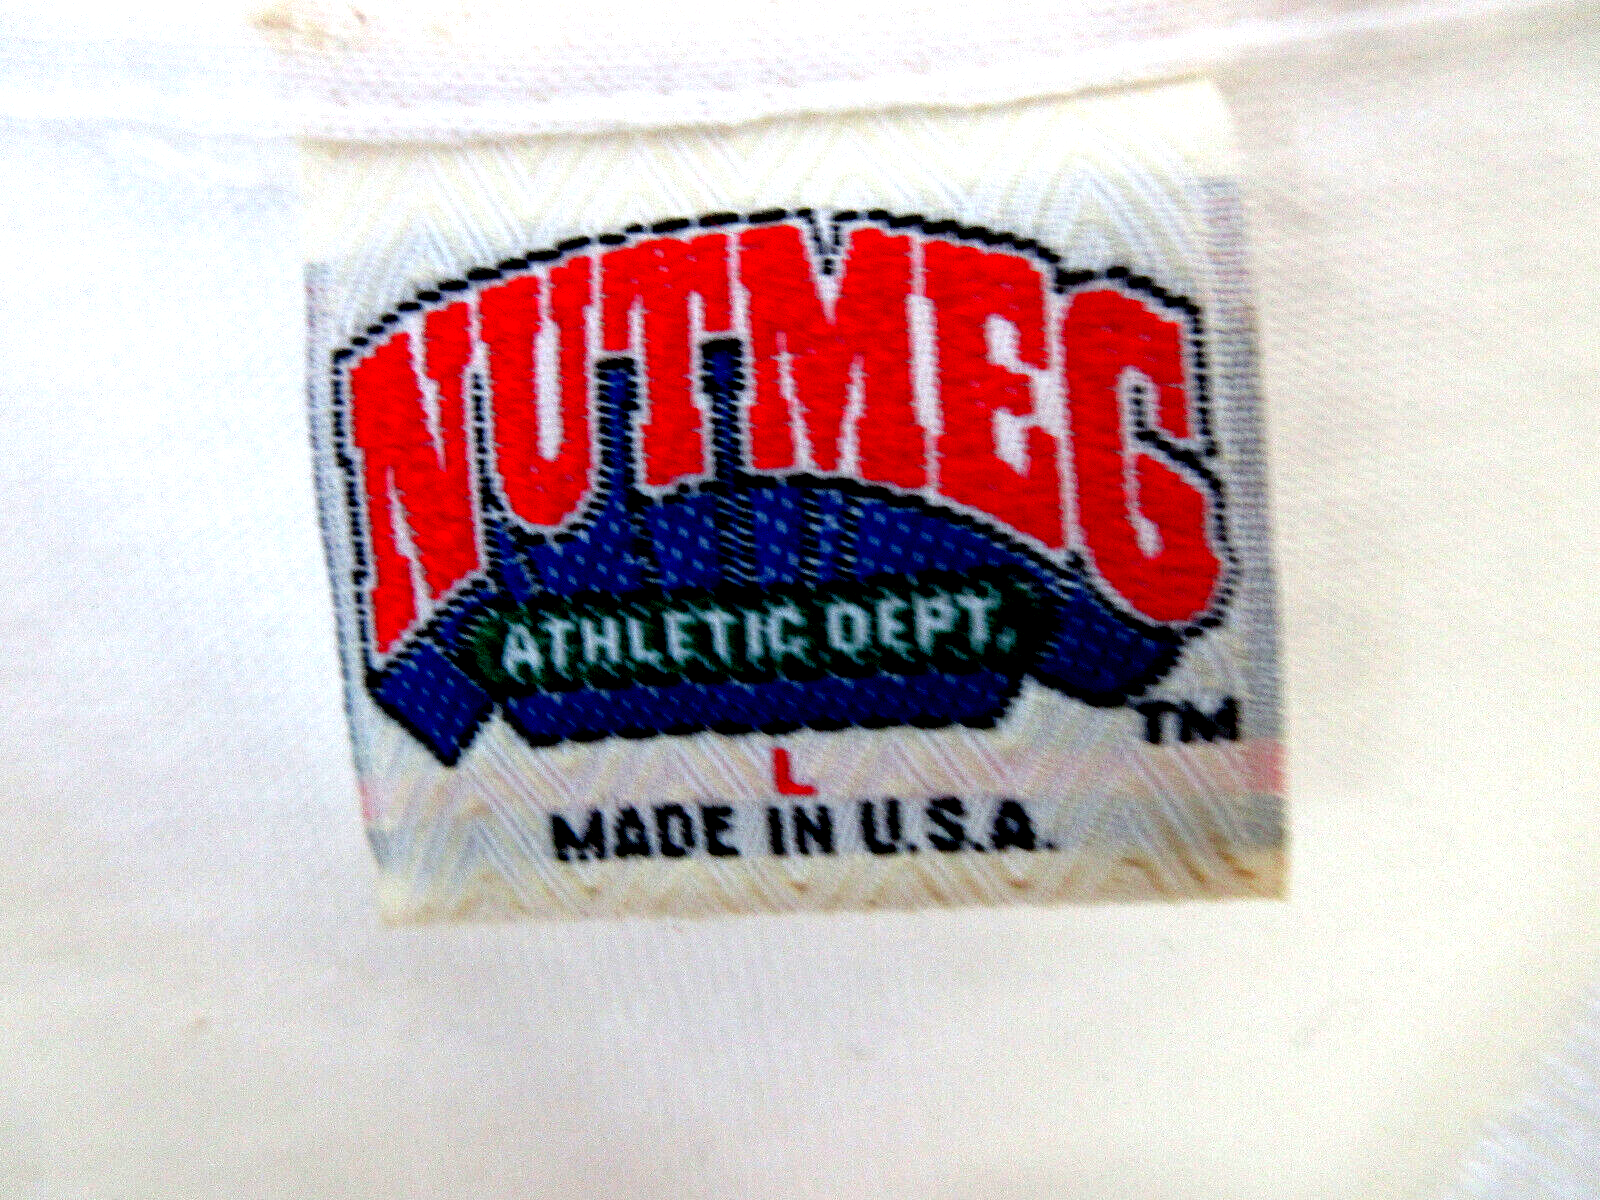 NUTMEG
ATHLETIC DEPT.
TM
L
MADE IN U.S.A.